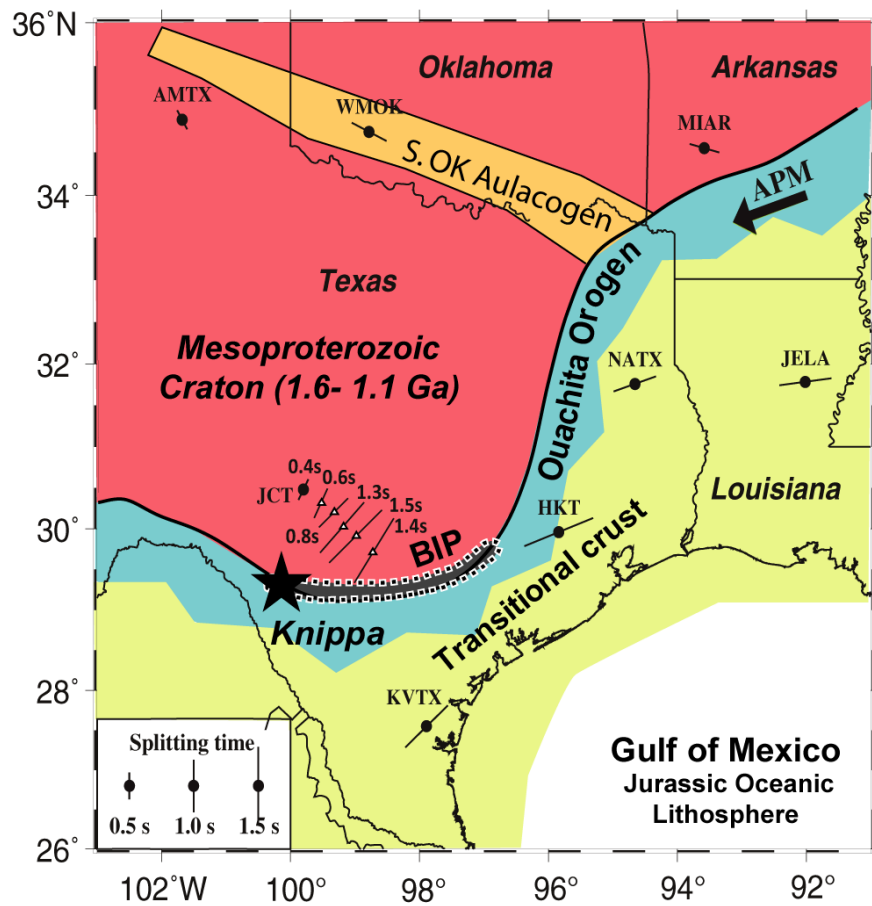 36°N
34°
32°
30°
28°
26°
102°W
100°
98°
96°
94°
92°
Oklahoma
Arkansas
AMTX
WMOK
MIAR
S. OK Aulacogen
APM
Texas
Ouachita Orogen
Mesoproterozoic
Craton (1.6- 1.1 Ga)
NATX
JELA
0.4s
0.6s
JCT
1.3s
1.5s
0.8s
1.4s
Louisiana
HKT
BIP
Transitional crust
Knippa
KVTX
Splitting time
0.5 s
1.0 s
1.5 s
Gulf of Mexico
Jurassic Oceanic
Lithosphere